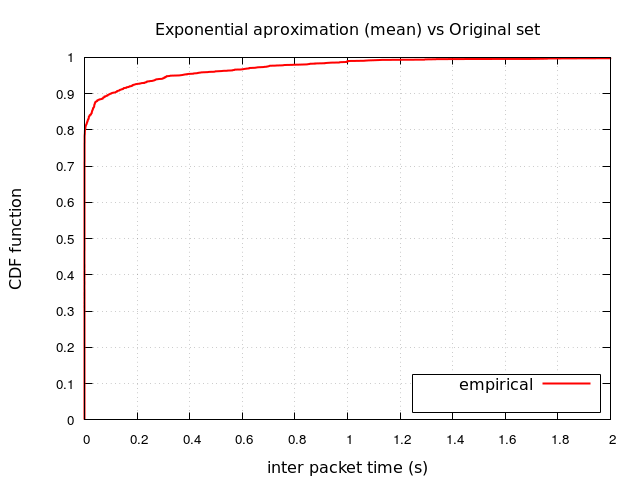 Exponential aproximation (mean) vs Original set
1
0.9
0.8
0.7
0.6
0.5
0.4
0.3
0.2
0.1
0
CDF function
empirical
0 0.2 0.4 0.6 0.8 1 1.2 1.4 1.6 1.8 2
inter packet time (s)